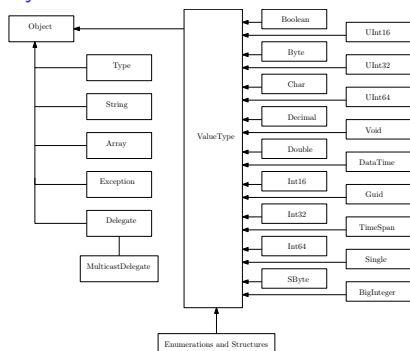 Object
Type
String
Array
Exception
Delegate
MulticastDelegate
ValueType
Boolean
UInt16
Byte
UInt32
Char
UInt64
Decimal
Void
Double
DataTime
Int16
Guid
Int32
TimeSpan
Int64
Single
SByte
BigInteger
Enumerations and Structures